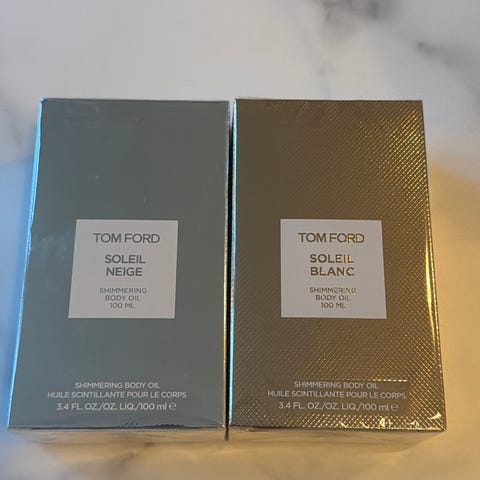 TOM FORD
SOLEIL
NEIGE
SHIMMERING
BODY OIL
100 ML
SHIMMERING BODY OIL
HUILE SCINTILLANTE POUR LE CORPS
3.4 FL. OZ./OZ. LIQ./100 ml ℮
TOM FORD
SOLEIL
BLANC
SHIMMERING
BODY OIL
100 ML
SHIMMERING BODY OIL
HUILE SCINTILLANTE POUR LE CORPS
3.4 FL. OZ./OZ. LIQ./100 ml ℮